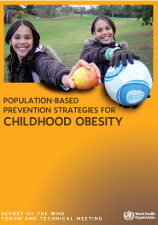 POPULATION-BASED
PREVENTION STRATEGIES FOR
CHILDHOOD OBESITY
REPORT OF THE WHO
FORUM AND TECHNICAL MEETING
World Health
Organization